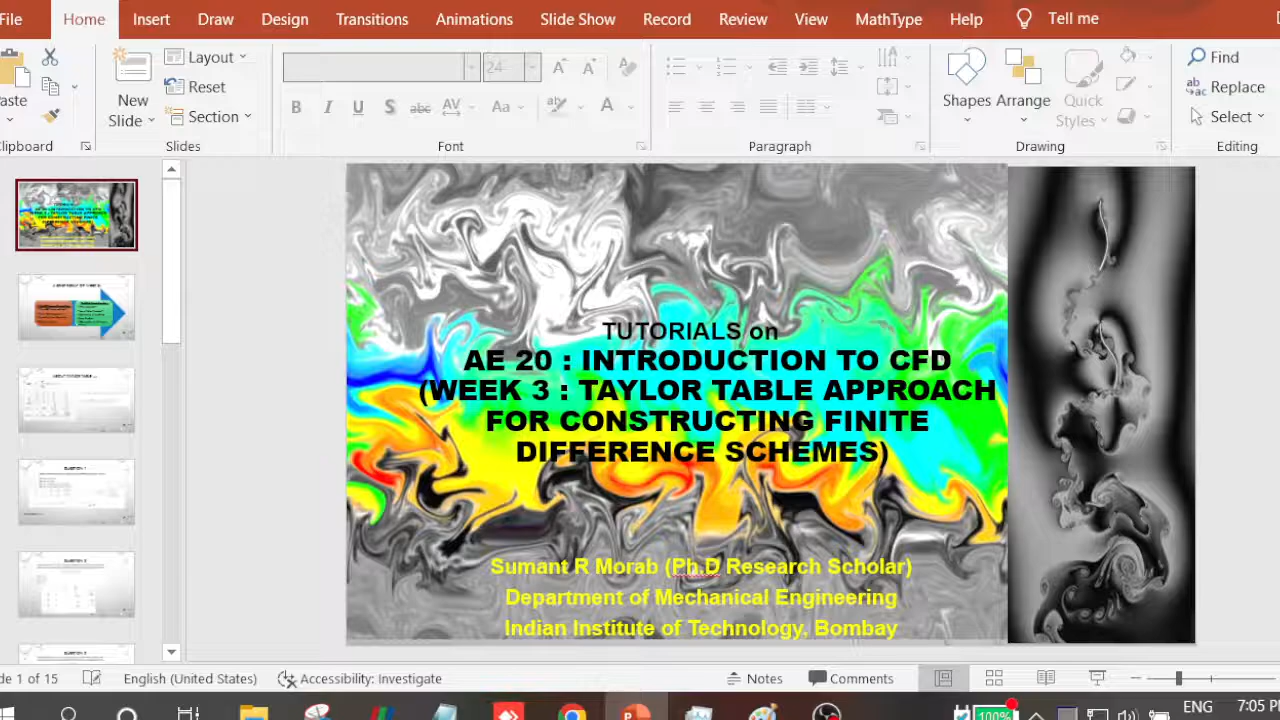 File Home Insert Draw Design Transitions Animations Slide Show Record Review View MathType Help Tell me
Layout
Reset
Section
New
Slide
24
Shapes Arrange Quick
Styles
Find
Replace
Select
Slides Font Paragraph Drawing Editing
TUTORIALS on
AE 20 : INTRODUCTION TO CFD
(WEEK 3 : TAYLOR TABLE APPROACH
FOR CONSTRUCTING FINITE
DIFFERENCE SCHEMES)
Sumant R Morab (Ph.D Research Scholar)
Department of Mechanical Engineering
Indian Institute of Technology, Bombay
de 1 of 15 English (United States) Accessibility: Investigate Notes Comments
100% ENG 7:05 PM